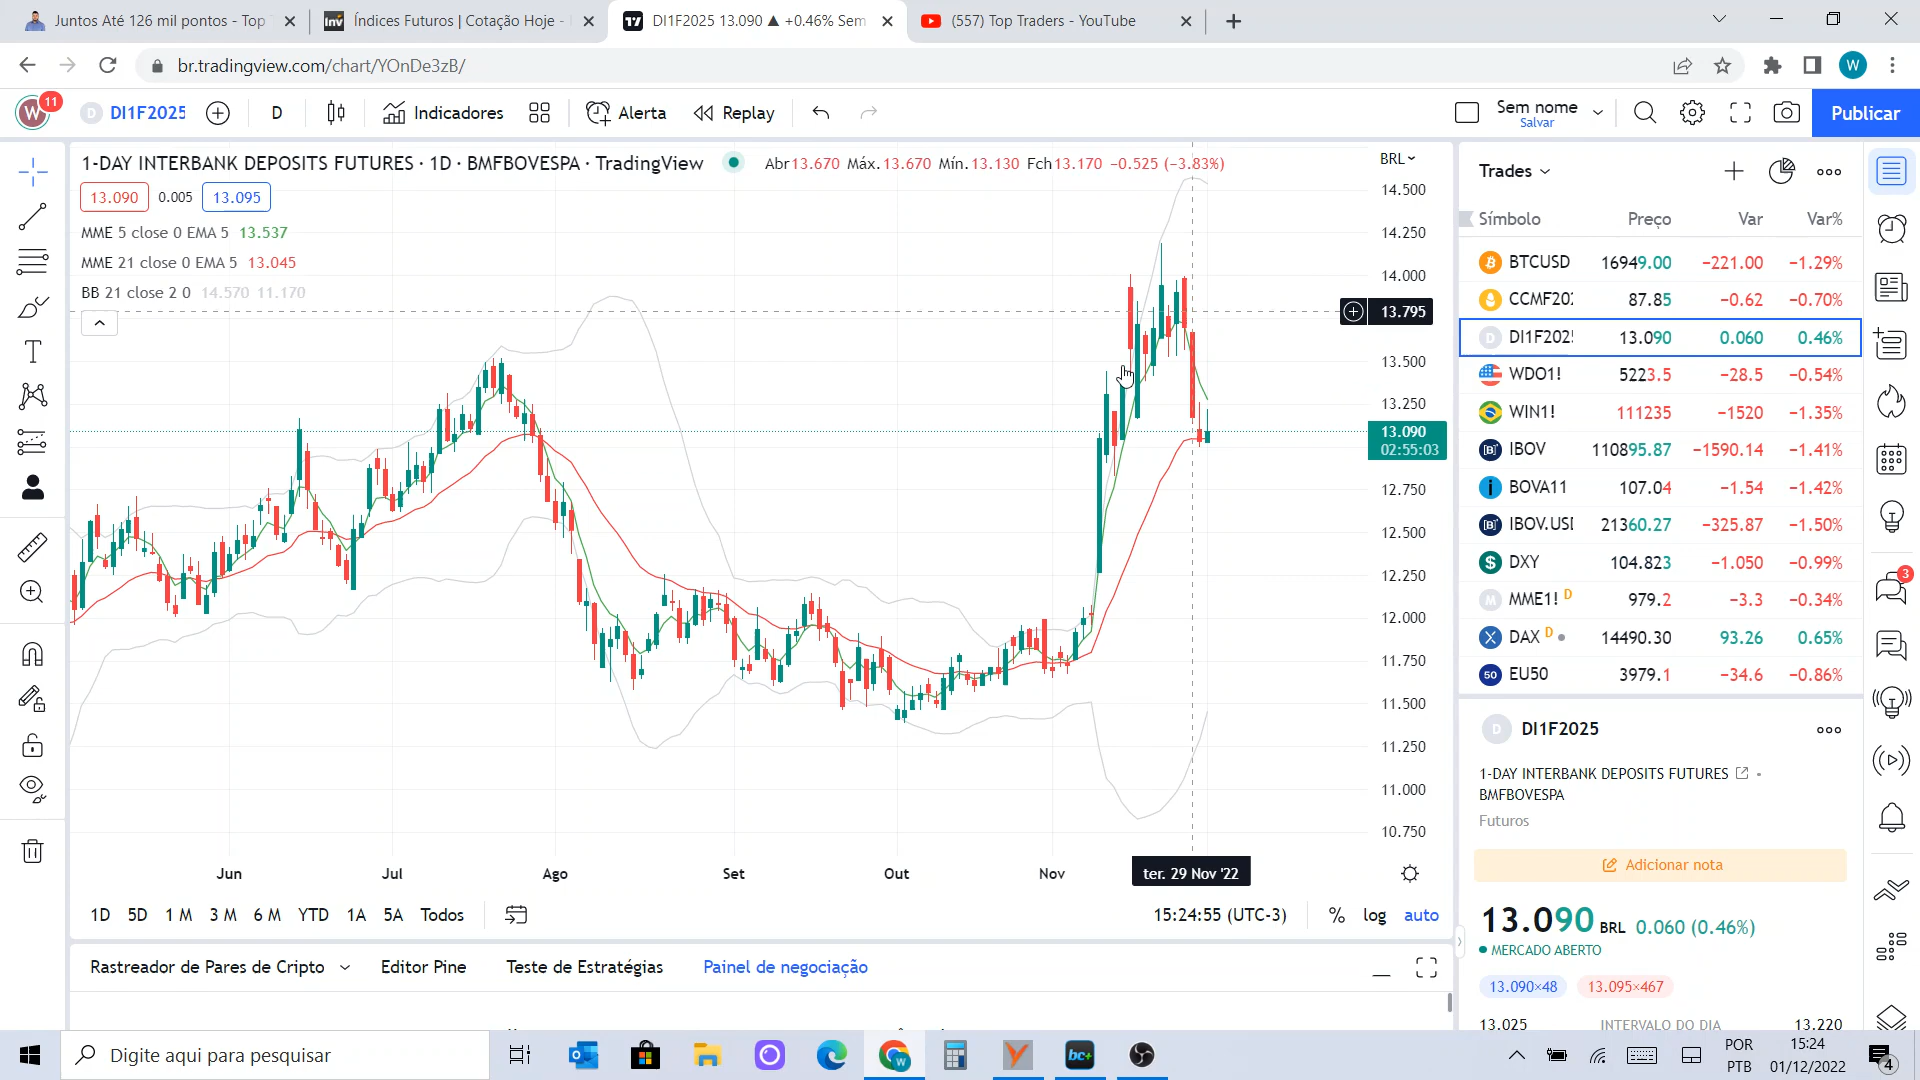 Juntos Até 126 mil pontos - Top
Índices Futuros | Cotação Hoje -
DI1F2025 13.090 ▲ +0.46% Sem
(557) Top Traders - YouTube
br.tradingview.com/chart/YOnDe3zB/
W
W
11
D
DI1F2025
D
Indicadores
Alerta
Replay
Sem nome
Salvar
Publicar
1-DAY INTERBANK DEPOSITS FUTURES · 1D · BMFBOVESPA · TradingView
Abr13.670 Máx.13.670 Mín.13.130 Fch13.170 −0.525 (−3.83%)
13.090 0.005 13.095
MME 5 close 0 EMA 5 13.537
MME 21 close 0 EMA 5 13.045
BB 21 close 2 0 14.570 11.170
BRL
14.500
14.250
14.000
13.795
13.500
13.250
13.090
02:55:03
12.750
12.500
12.250
12.000
11.750
11.500
11.250
11.000
10.750
Jun Jul Ago Set Out Nov ter. 29 Nov '22
1D 5D 1M 3M 6M YTD 1A 5A Todos
15:24:55 (UTC-3) % log auto
Rastreador de Pares de Cripto Editor Pine Teste de Estratégias Painel de negociação
Trades
Símbolo Preço Var Var%
BTCUSD 16949.00 −221.00 −1.29%
CCMF202 87.85 −0.62 −0.70%
D DI1F202 13.090 0.060 0.46%
WDO1! 5223.5 −28.5 −0.54%
WIN1! 111235 −1520 −1.35%
IBOV 110895.87 −1590.14 −1.41%
BOVA11 107.04 −1.54 −1.42%
IBOV.USD 21360.27 −325.87 −1.50%
$ DXY 104.823 −1.050 −0.99%
M MME1! D 979.2 −3.3 −0.34%
X DAX D 14490.30 93.26 0.65%
50 EU50 3979.1 −34.6 −0.86%
D DI1F2025
1-DAY INTERBANK DEPOSITS FUTURES
BMFBOVESPA
Futuros
Adicionar nota
13.090 BRL 0.060 (0.46%)
MERCADO ABERTO
13.090×48 13.095×467
13.025 INTERVALO DO DIA 13.220
3
Digite aqui para pesquisar
bc+
POR
PTB
15:24
01/12/2022
4